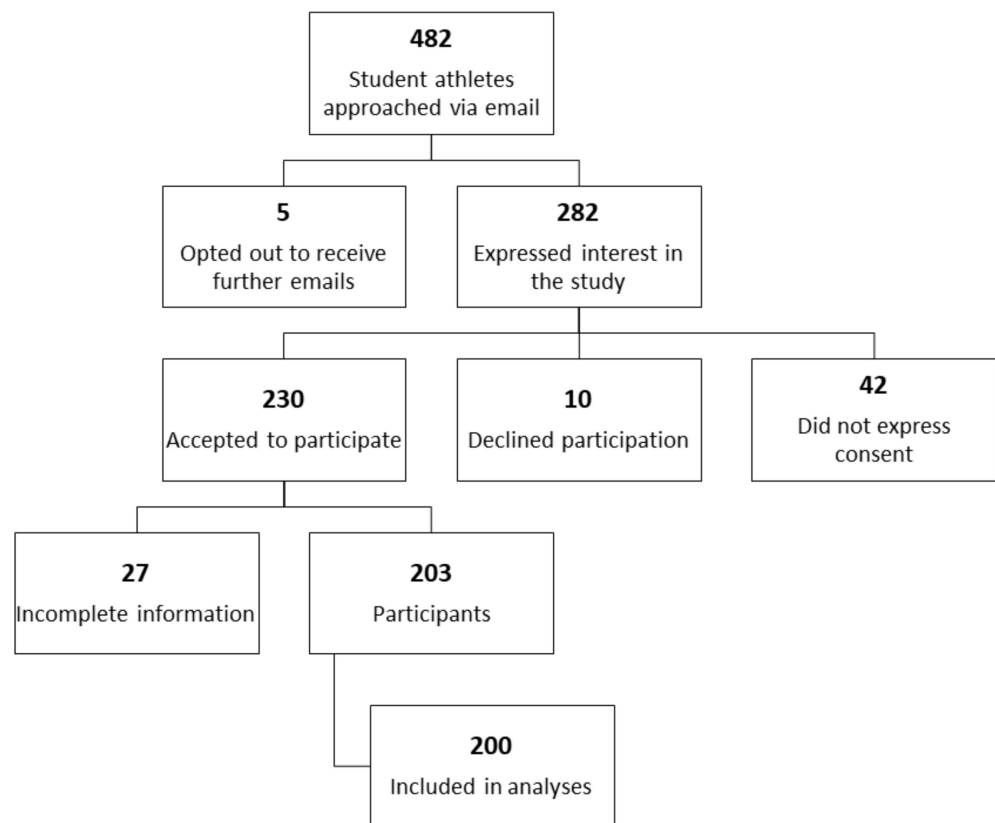 482
Student athletes
approached via email
5
Opted out to receive
further emails
282
Expressed interest in
the study
230
Accepted to participate
10
Declined participation
42
Did not express
consent
27
Incomplete information
203
Participants
200
Included in analyses